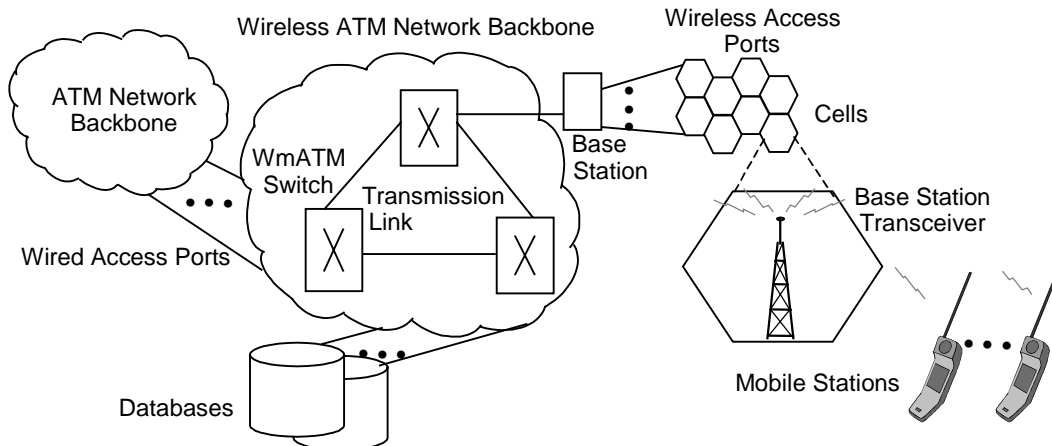 Wireless ATM Network Backbone
Wireless Access
Ports
ATM Network
Backbone
Cells
Base
Station
WmATM
Switch
Transmission
Link
Base Station
Transceiver
Wired Access Ports
Mobile Stations
Databases